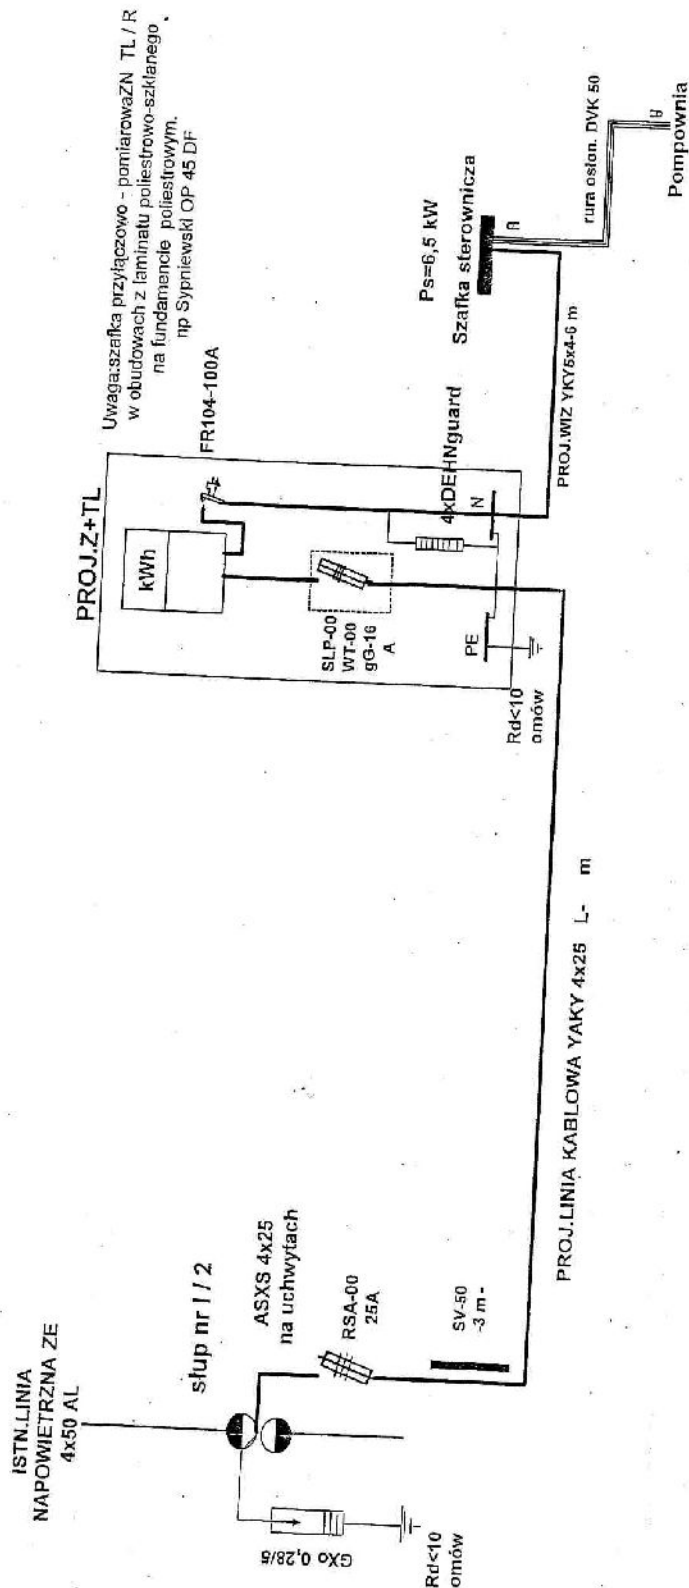 ISTN.LINIA
NAPOWIETRZNA ZE
4x50 AL
słup nr I / 2
ASXS 4x25
na uchwytach
RSA-00
25A
SV-50
-3 m -
GXo 0,28/5
Rd<10
omów
PROJ.LINIA KABLOWA YAKY 4x25 L- m
PROJ.Z+TL
kWh
FR104-100A
SLP-00
WT-00
gG-16
A
4xDEHNguard
N
PE
Rd<10
omów
Uwaga:szafka przyłączowo - pomiarowaZN TL / R
w obudowach z laminatu poliestrowo-szklanego
na fundamencie poliestrowym.
np Sypniewski OP 45 DF
Ps=6,5 kW
Szafka sterownicza
PROJ.WlZ YKY5x4-6 m
rura osłon. DVK 50
Pompownia